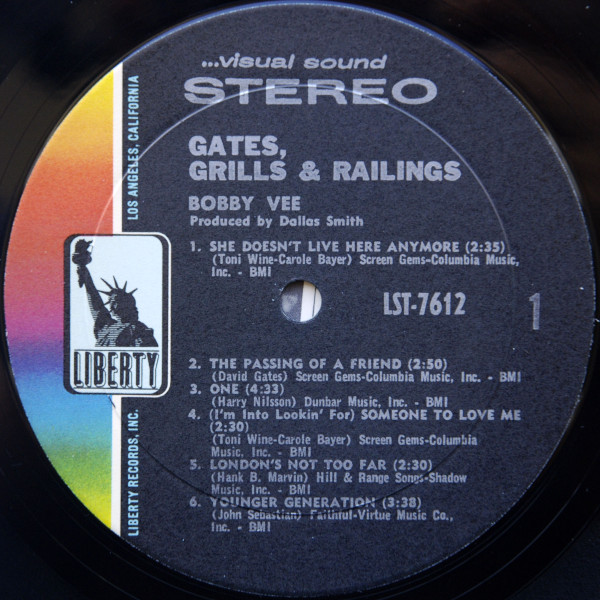 ...visual sound
STEREO
GATES,
GRILLS & RAILINGS
BOBBY VEE
Produced by Dallas Smith
1. SHE DOESN'T LIVE HERE ANYMORE (2:35)
(Toni Wine-Carole Bayer) Screen Gems-Columbia Music,
Inc. - BMI
LST-7612
1
2. THE PASSING OF A FRIEND (2:50)
(David Gates) Screen Gems-Columbia Music, Inc. - BMI
3. ONE (4:33)
(Harry Nilsson) Dunbar Music, Inc. - BMI
4. (I'm Into Lookin' For) SOMEONE TO LOVE ME
(2:30)
(Toni Wine-Carole Bayer) Screen Gems-Columbia
Music, Inc. - BMI
5. LONDON'S NOT TOO FAR (2:30)
(Hank B. Marvin) Hill & Range Songs-Shadow
Music, Inc. - BMI
6. YOUNGER GENERATION (3:38)
(John Sebastian) Faithful-Virtue Music Co.,
Inc. - BMI
LIBERTY
LIBERTY RECORDS, INC.
LOS ANGELES, CALIFORNIA